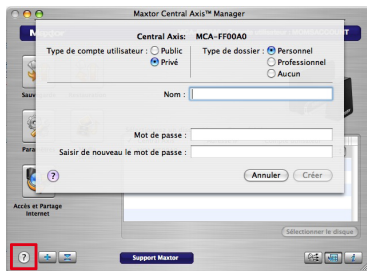 Maxtor Central Axis™ Manager
Central Axis: MCA-FF00A0
Type de compte utilisateur : Public Type de dossier : Personnel
Privé Professionnel
Aucun
Nom :
Mot de passe :
Saisir de nouveau le mot de passe :
? Annuler Créer
Accès et Partage
Internet
Sélectionner le disque
? Support Maxtor